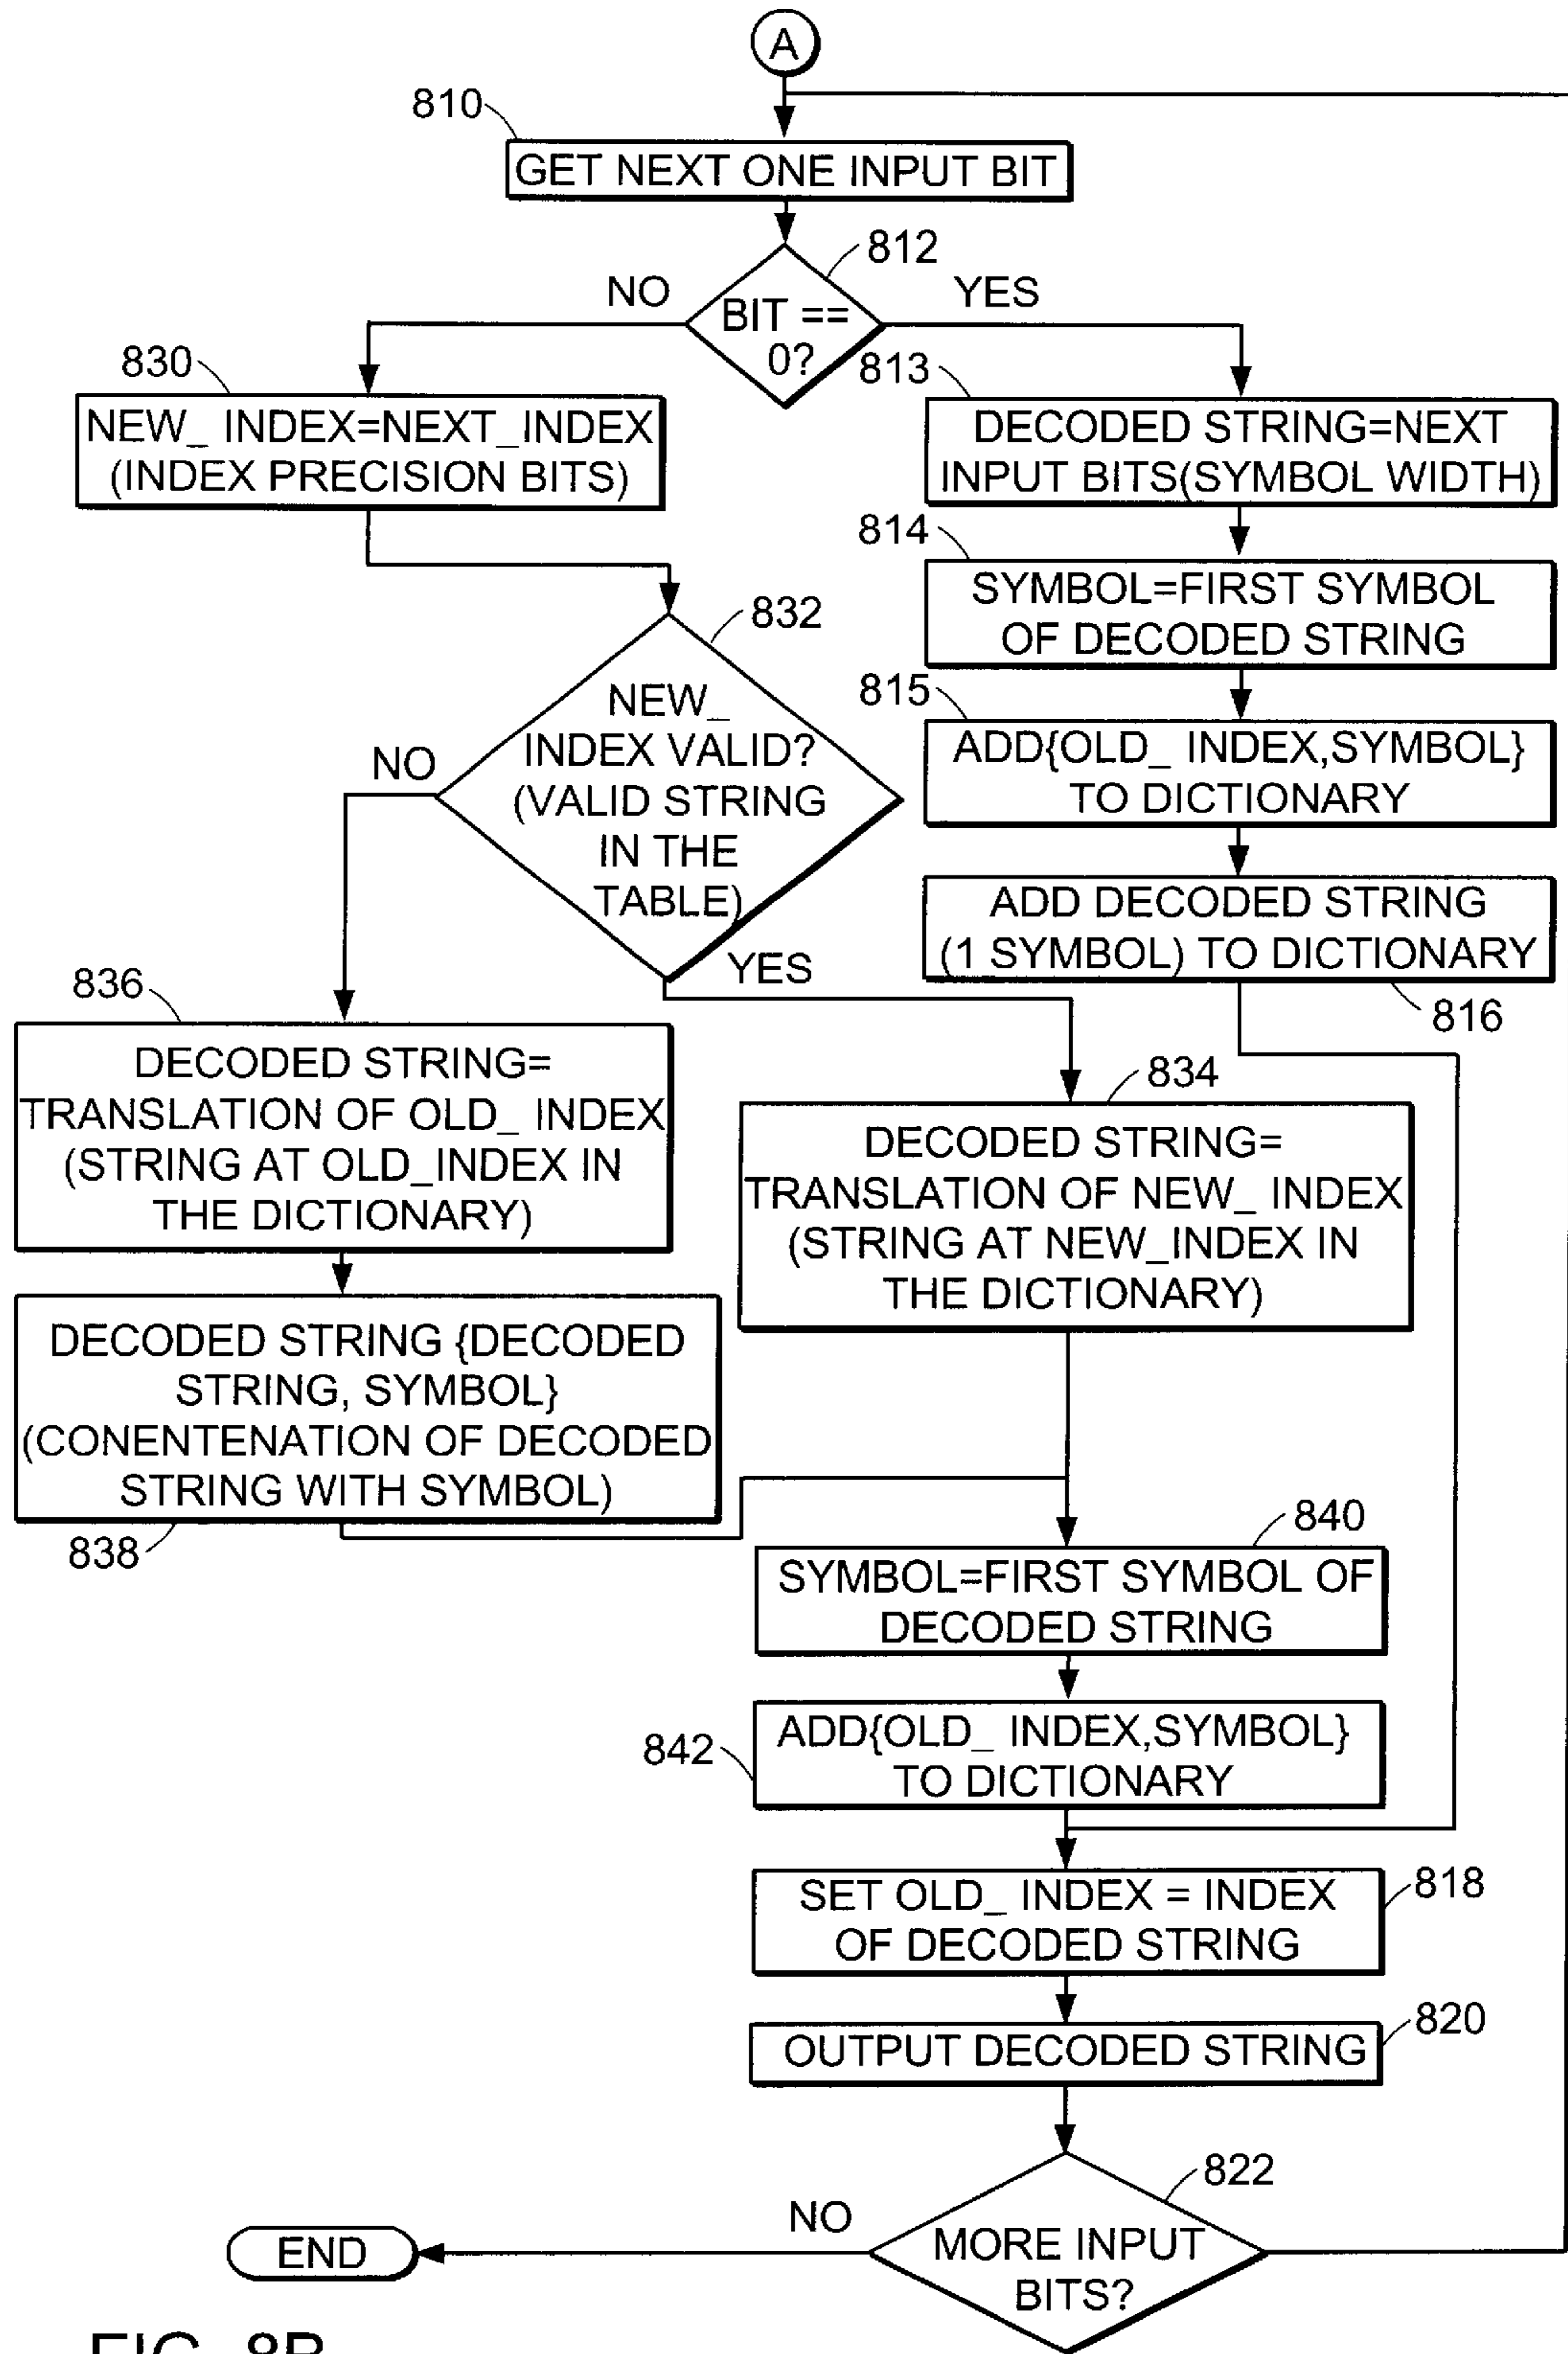 A
810
GET NEXT ONE INPUT BIT
812
NO
YES
BIT ==
0?
830
NEW_ INDEX=NEXT_INDEX
(INDEX PRECISION BITS)
813
DECODED STRING=NEXT
INPUT BITS(SYMBOL WIDTH)
814
SYMBOL=FIRST SYMBOL
OF DECODED STRING
832
NEW_
INDEX VALID?
(VALID STRING
IN THE
TABLE)
NO
YES
815
ADD{OLD_ INDEX,SYMBOL}
TO DICTIONARY
ADD DECODED STRING
(1 SYMBOL) TO DICTIONARY
816
836
DECODED STRING=
TRANSLATION OF OLD_ INDEX
(STRING AT OLD_INDEX IN
THE DICTIONARY)
834
DECODED STRING=
TRANSLATION OF NEW_ INDEX
(STRING AT NEW_INDEX IN
THE DICTIONARY)
DECODED STRING {DECODED
STRING, SYMBOL}
(CONENTENATION OF DECODED
STRING WITH SYMBOL)
838
840
SYMBOL=FIRST SYMBOL OF
DECODED STRING
842
ADD{OLD_ INDEX,SYMBOL}
TO DICTIONARY
SET OLD_ INDEX = INDEX
OF DECODED STRING
818
OUTPUT DECODED STRING
820
822
MORE INPUT
BITS?
NO
END
FIG. 8B